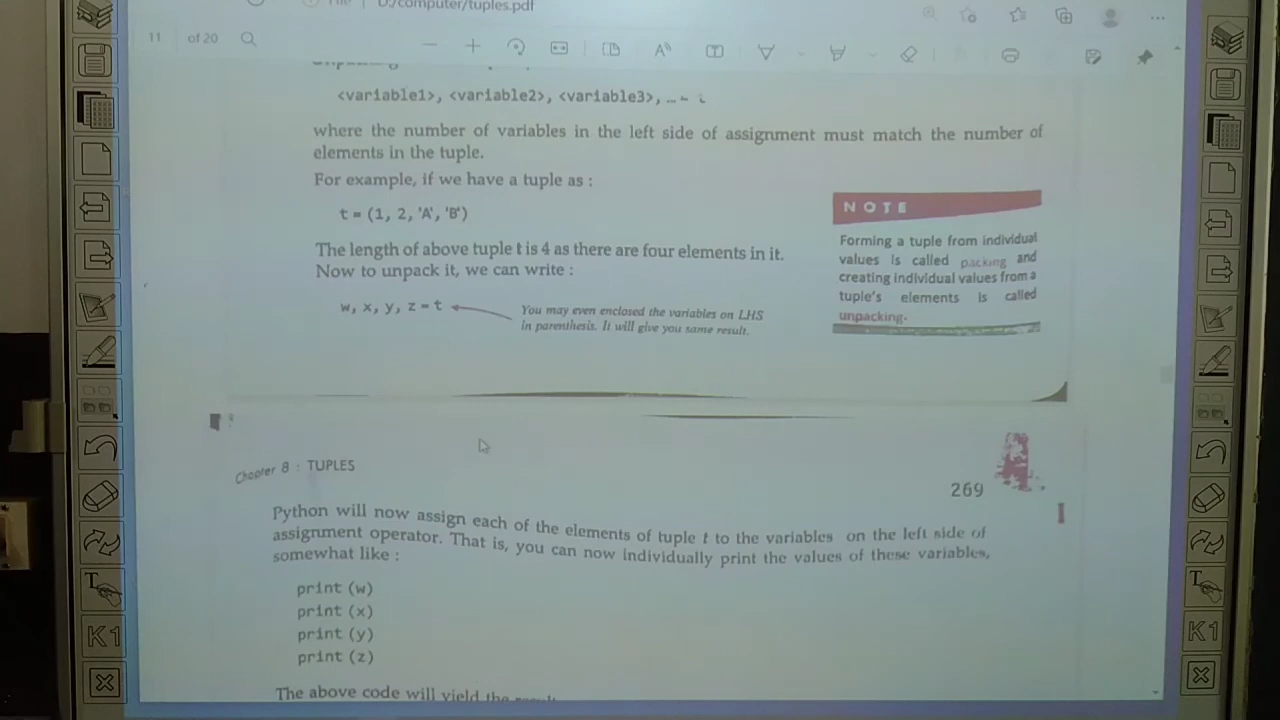 D:/computer/tuples.pdf
11 of 20
<variable1>, <variable2>, <variable3>, ...
where the number of variables in the left side of assignment must match the number of
elements in the tuple.
For example, if we have a tuple as :
t = (1, 2, 'A', 'B')
The length of above tuple t is 4 as there are four elements in it.
Now to unpack it, we can write :
w, x, y, z = t
You may even enclosed the variables on LHS
in parenthesis. It will give you same result.
NOTE
Forming a tuple from individual
values is called packing and
creating individual values from a
tuple's elements is called
unpacking.
Chapter 8 : TUPLES
269
Python will now assign each of the elements of tuple t to the variables on the left side of
assignment operator. That is, you can now individually print the values of these variables,
somewhat like :
print (w)
print (x)
print (y)
print (z)
The above code will yield the result
T
K1
T
K1